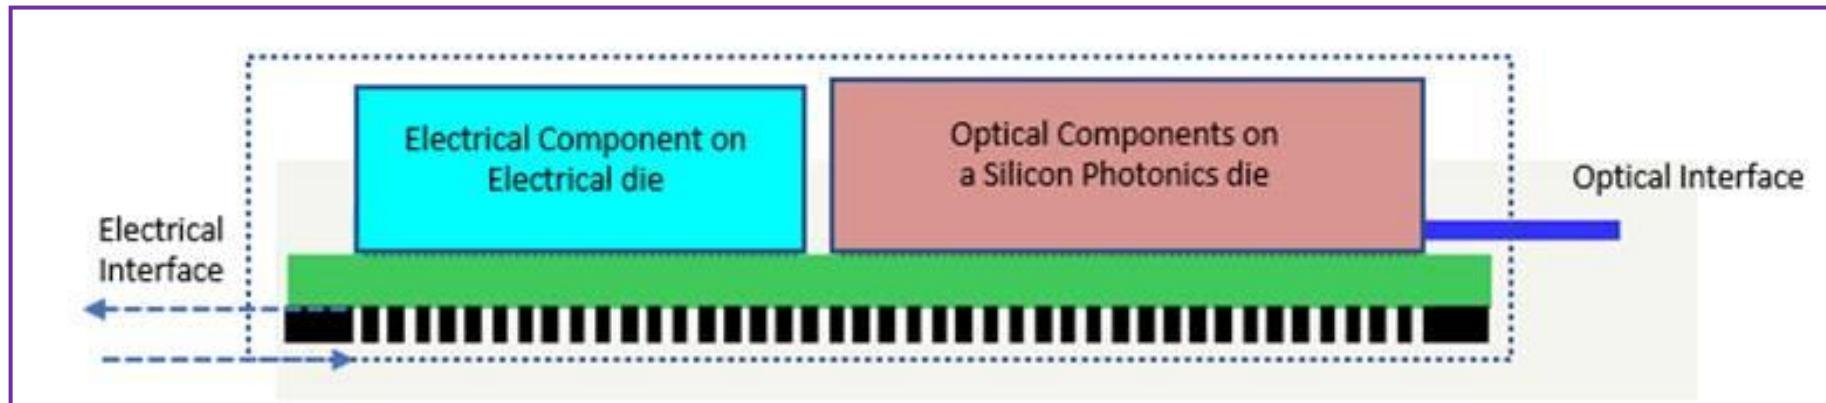 Electrical Component on
Electrical die
Optical Components on
a Silicon Photonics die
Optical Interface
Electrical
Interface